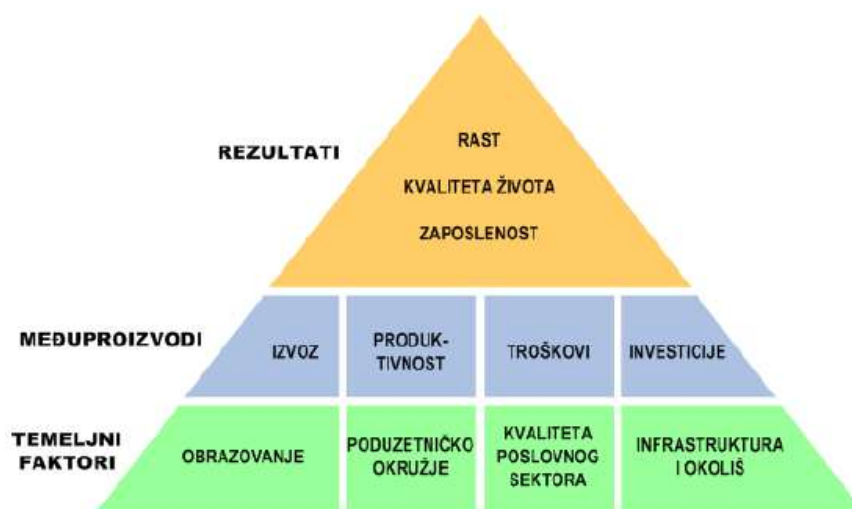 REZULTATI
RAST
KVALITETA ŽIVOTA
ZAPOSLENOST
MEĐUPROIZVODI
IZVOZ
PRODUK-
TIVNOST
TROŠKOVI
INVESTICIJE
TEMELJNI
FAKTORI
OBRAZOVANJE
PODUZETNIČKO
OKRUŽJE
KVALITETA
POSLOVNOG
SEKTORA
INFRASTRUKTURA
I OKOLIŠ